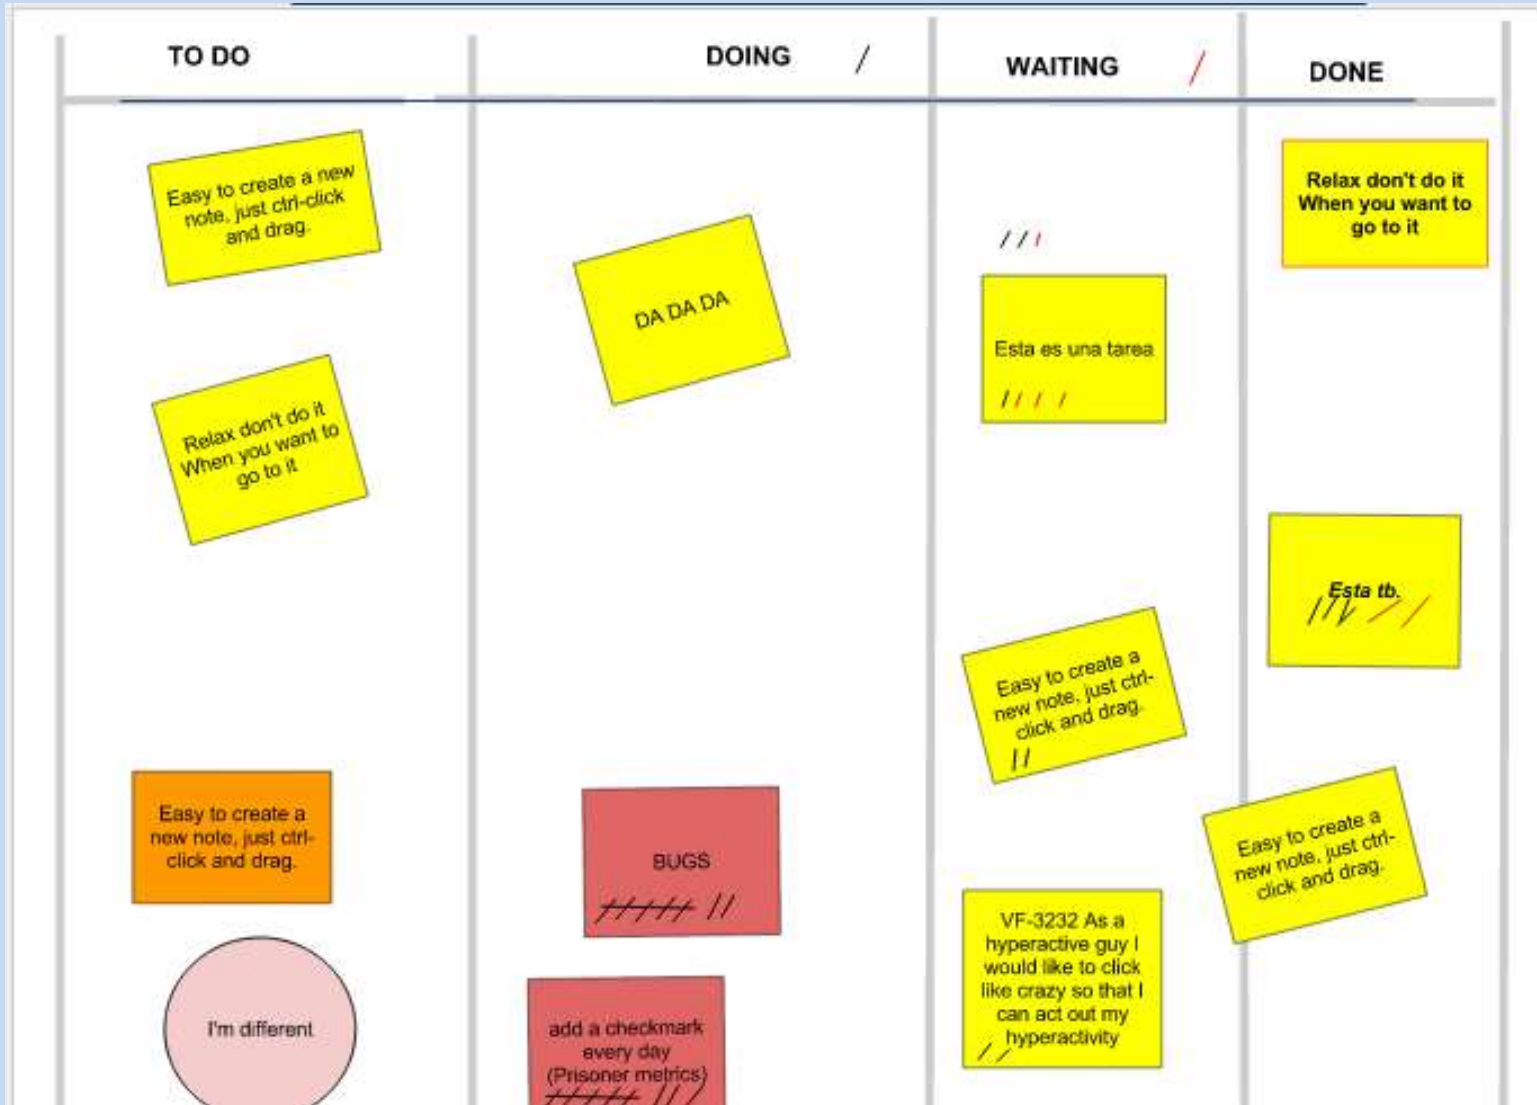 TO DO
DOING
WAITING
DONE
Easy to create a new
note, just ctrl-click
and drag.
Relax don't do it
When you want to
go to it
Easy to create a
new note, just ctrl-
click and drag.
I'm different
DA DA DA
BUGS
add a checkmark
every day
(Prisoner metrics)
Esta es una tarea
Easy to create a
new note, just ctrl-
click and drag.
VF-3232 As a
hyperactive guy I
would like to click
like crazy so that I
can act out my
hyperactivity
Relax don't do it
When you want to
go to it
Esta tb.
Easy to create a
new note, just ctrl-
click and drag.